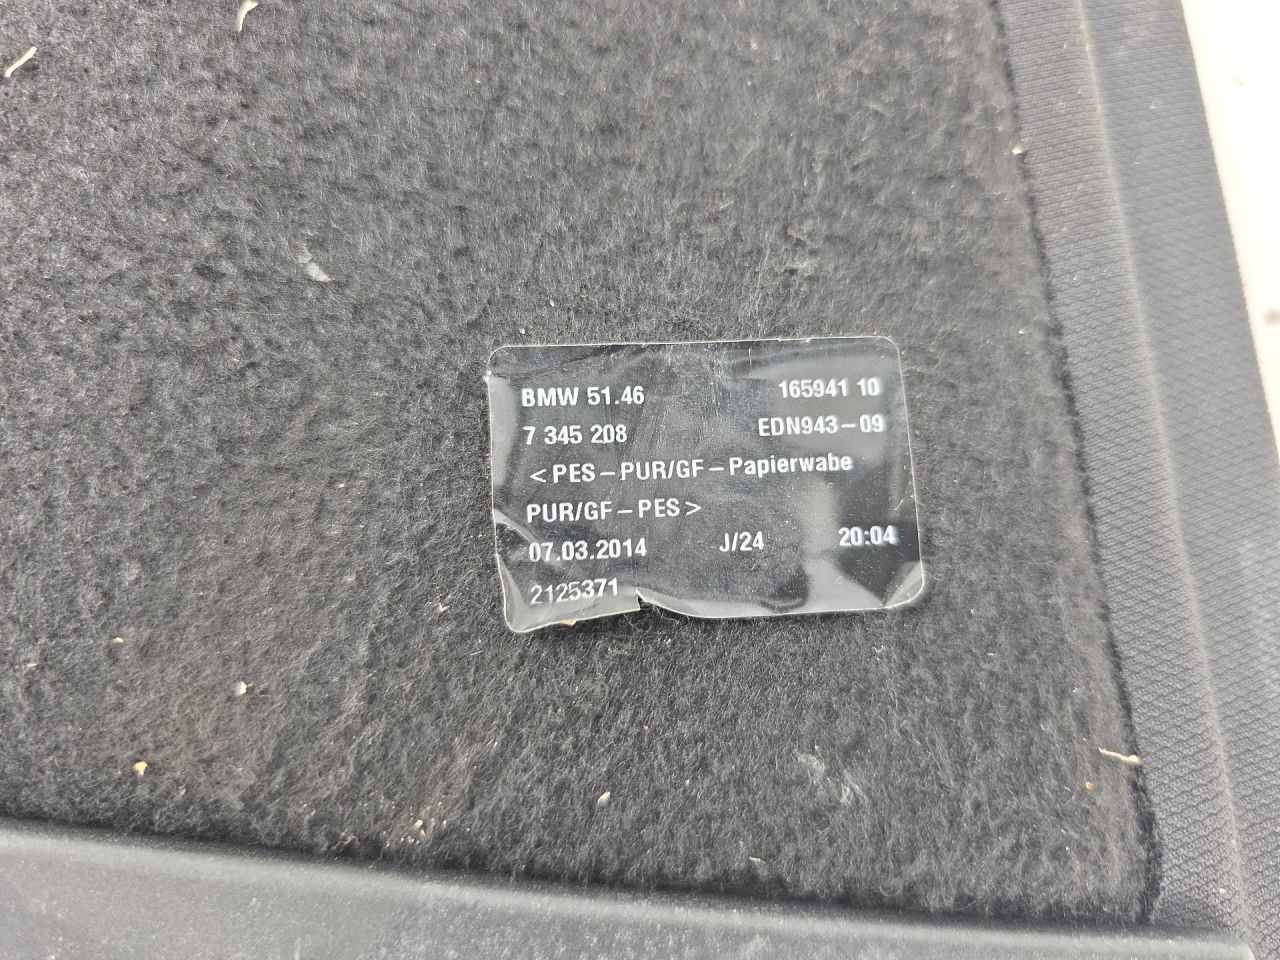 BMW 51.46 165941 10
7 345 208 EDN943-09
<PES-PUR/GF-Papierwabe
PUR/GF-PES>
07.03.2014 J/24 20:04
2125371